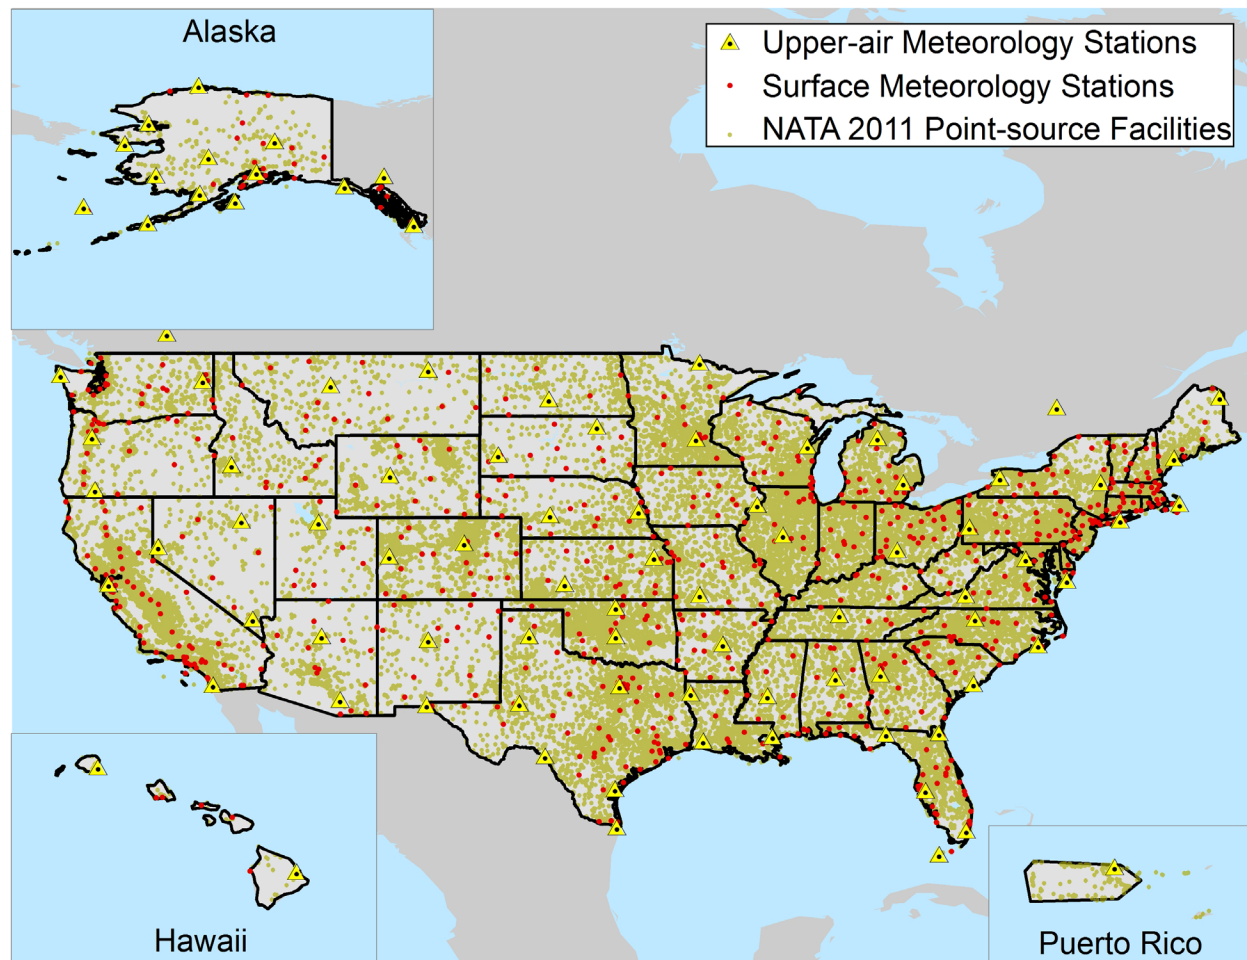 Alaska
Upper-air Meteorology Stations
Surface Meteorology Stations
NATA 2011 Point-source Facilities
Hawaii
Puerto Rico